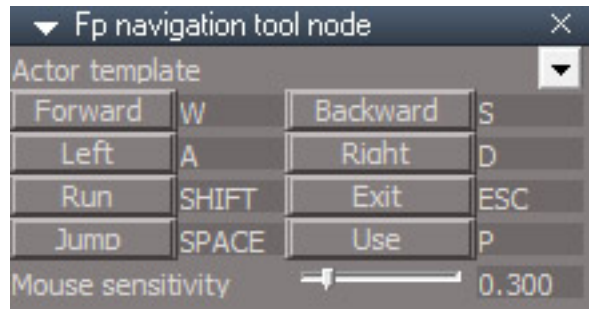 Fp navigation tool node
Actor template
Forward W Backward S
Left A Right D
Run SHIFT Exit ESC
Jump SPACE Use P
Mouse sensitivity 0.300